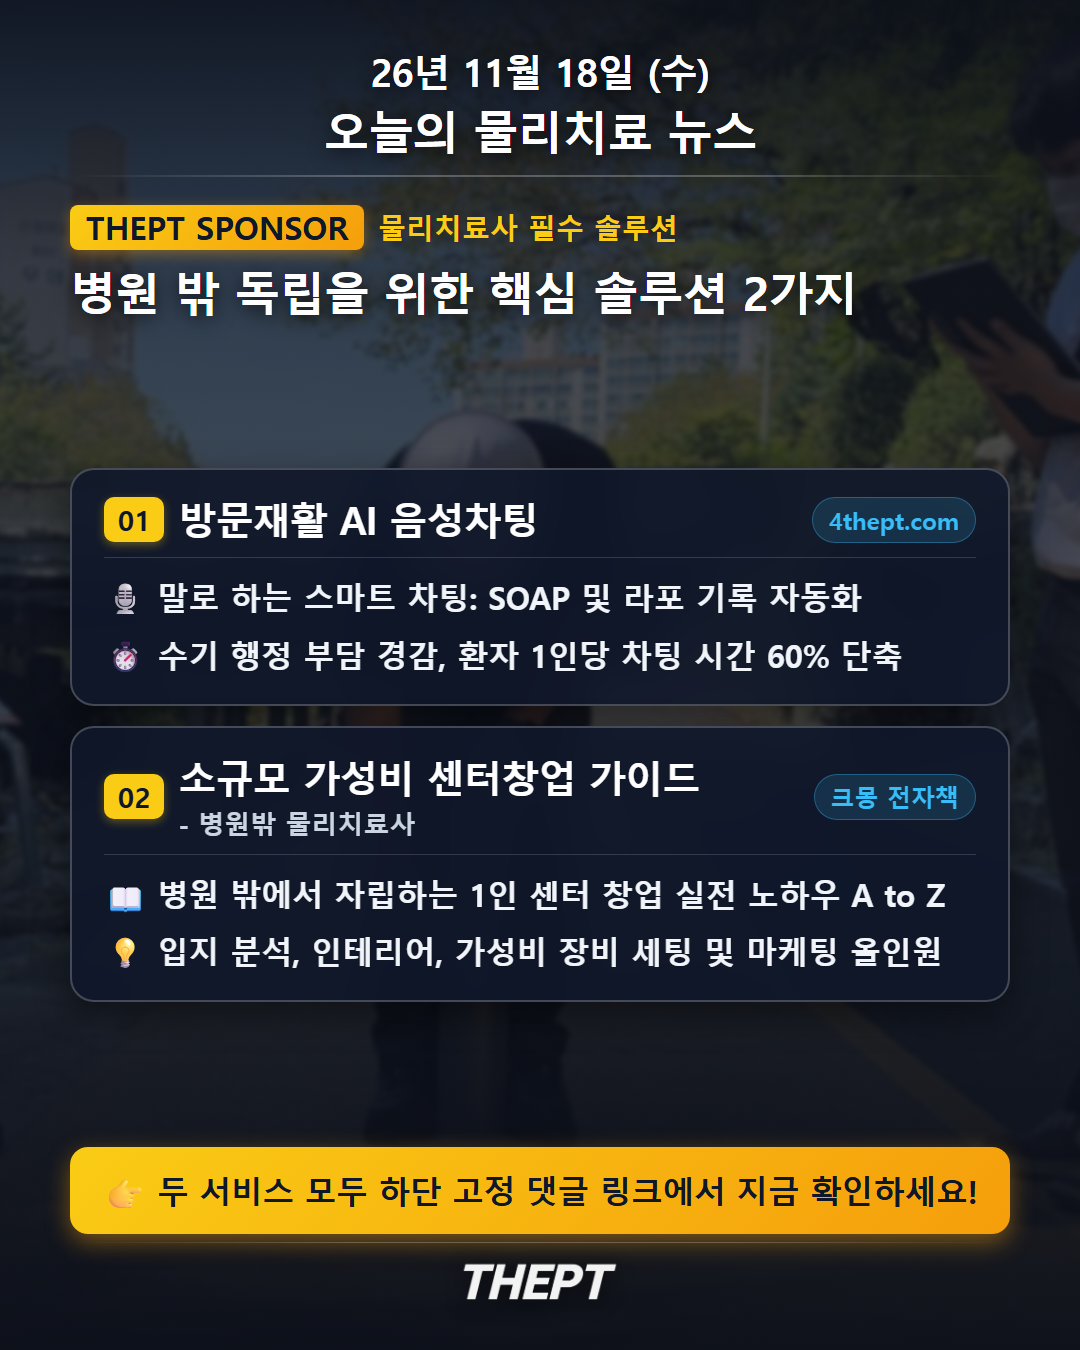 26년 11월 18일 (수)
오늘의 물리치료 뉴스
THEPT SPONSOR 물리치료사 필수 솔루션
병원 밖 독립을 위한 핵심 솔루션 2가지
01 방문재활 AI 음성차팅 4thept.com
말로 하는 스마트 차팅: SOAP 및 라포 기록 자동화
수기 행정 부담 경감, 환자 1인당 차팅 시간 60% 단축
02 소규모 가성비 센터창업 가이드 크몽 전자책
- 병원밖 물리치료사
병원 밖에서 자립하는 1인 센터 창업 실전 노하우 A to Z
입지 분석, 인테리어, 가성비 장비 세팅 및 마케팅 올인원
두 서비스 모두 하단 고정 댓글 링크에서 지금 확인하세요!
THEPT